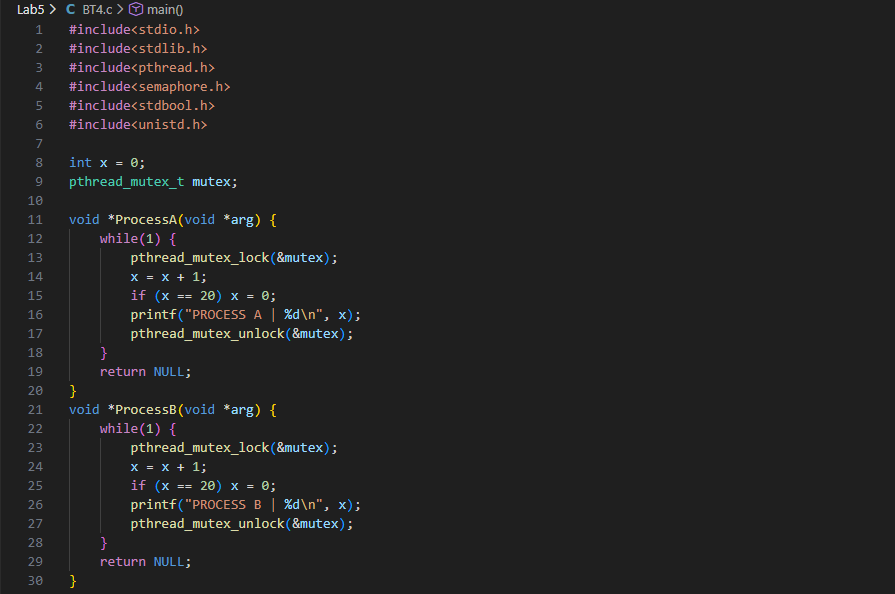 Lab5 > C BT4.c > main()
1 #include<stdio.h>
2 #include<stdlib.h>
3 #include<pthread.h>
4 #include<semaphore.h>
5 #include<stdbool.h>
6 #include<unistd.h>
7
8 int x = 0;
9 pthread_mutex_t mutex;
10
11 void *ProcessA(void *arg) {
12     while(1) {
13         pthread_mutex_lock(&mutex);
14         x = x + 1;
15         if (x == 20) x = 0;
16         printf("PROCESS A | %d\n", x);
17         pthread_mutex_unlock(&mutex);
18     }
19     return NULL;
20 }
21 void *ProcessB(void *arg) {
22     while(1) {
23         pthread_mutex_lock(&mutex);
24         x = x + 1;
25         if (x == 20) x = 0;
26         printf("PROCESS B | %d\n", x);
27         pthread_mutex_unlock(&mutex);
28     }
29     return NULL;
30 }